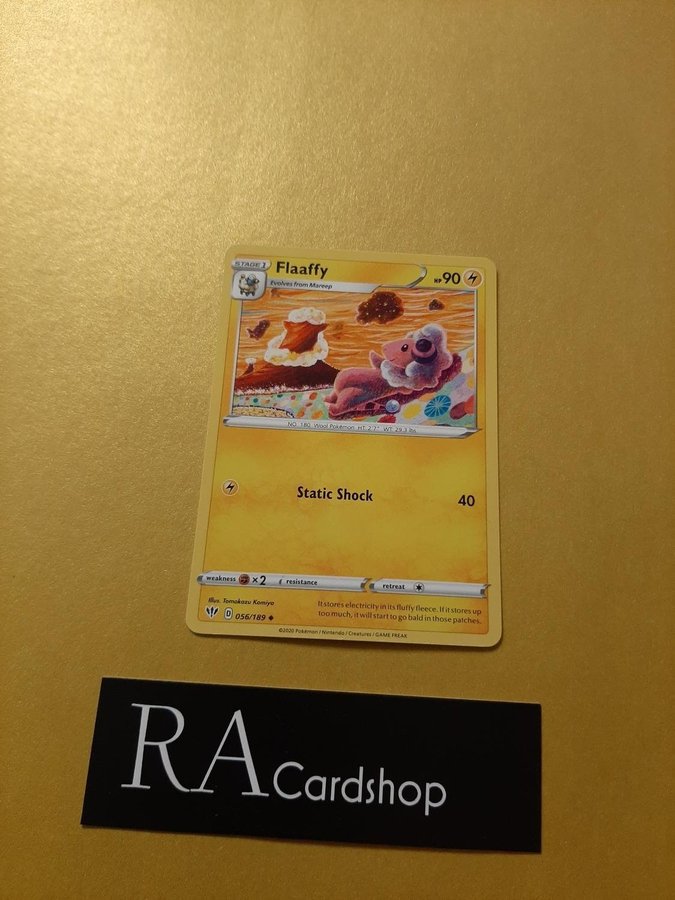 STAGE 1
Flaaffy
HP 90
Evolves from Mareep
NO. 180 Wool Pokémon HT: 2'7" WT: 29.3 lbs.
Static Shock 40
weakness ×2 resistance retreat
Illus. Tomokazu Komiya
It stores electricity in its fluffy fleece. If it stores up
too much, it will start to go bald in those patches.
D 056/189
©2020 Pokémon / Nintendo / Creatures / GAME FREAK
RA Cardshop